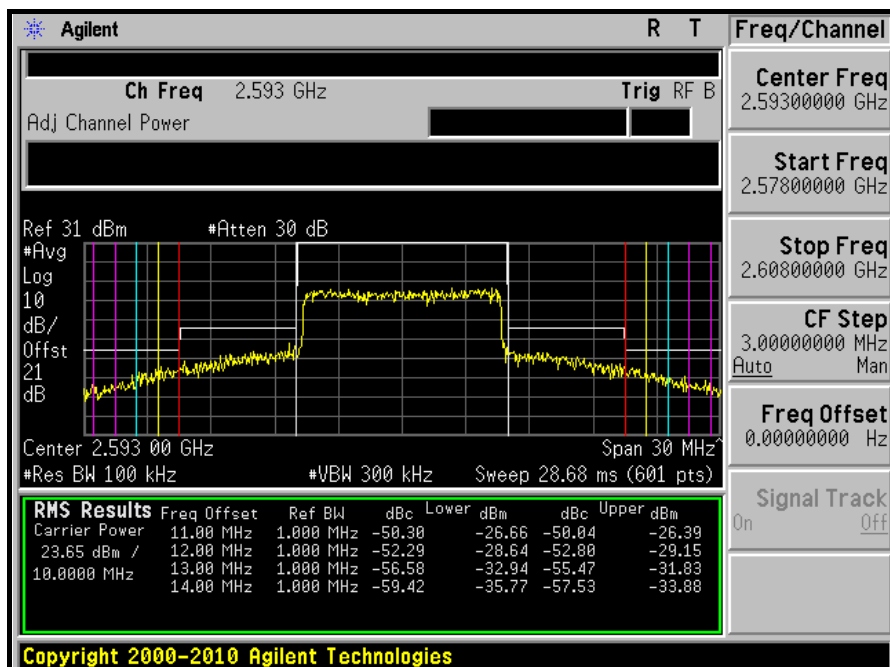 Agilent R T
Ch Freq 2.593 GHz Trig RF B
Adj Channel Power
Ref 31 dBm #Atten 30 dB
#Avg
Log
10
dB/
Offst
21
dB
Center 2.593 00 GHz Span 30 MHz^
#Res BW 100 kHz #VBW 300 kHz Sweep 28.68 ms (601 pts)
RMS Results Freq Offset Ref BW dBc Lower dBm dBc Upper dBm
Carrier Power 11.00 MHz 1.000 MHz -50.30 -26.66 -50.04 -26.39
23.65 dBm / 12.00 MHz 1.000 MHz -52.29 -28.64 -52.80 -29.15
10.0000 MHz 13.00 MHz 1.000 MHz -56.58 -32.94 -55.47 -31.83
14.00 MHz 1.000 MHz -59.42 -35.77 -57.53 -33.88
Copyright 2000-2010 Agilent Technologies
Freq/Channel
Center Freq
2.59300000 GHz
Start Freq
2.57800000 GHz
Stop Freq
2.60800000 GHz
CF Step
3.00000000 MHz
Auto Man
Freq Offset
0.00000000 Hz
Signal Track
On Off